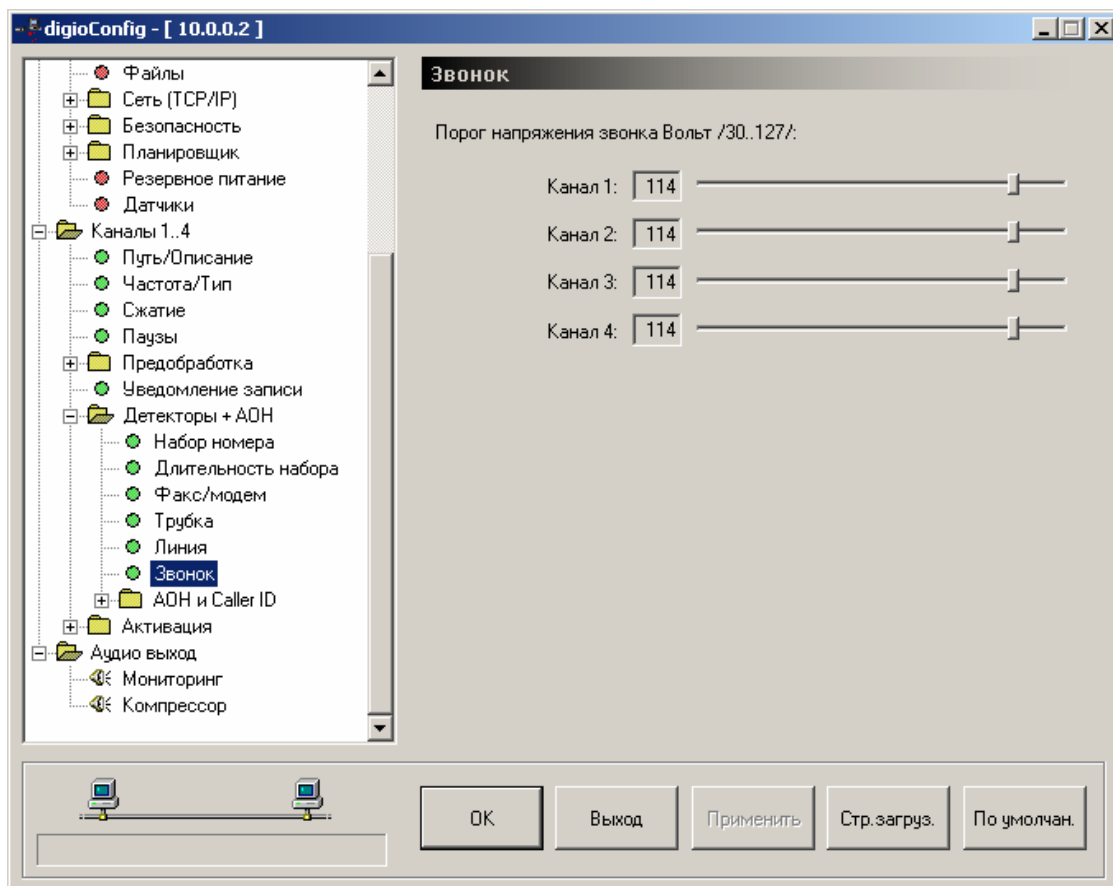 digioConfig - [ 10.0.0.2 ]
Файлы
Сеть (TCP/IP)
Безопасность
Планировщик
Резервное питание
Датчики
Каналы 1..4
Путь/Описание
Частота/Тип
Сжатие
Паузы
Предобработка
Уведомление записи
Детекторы + АОН
Набор номера
Длительность набора
Факс/модем
Трубка
Линия
Звонок
АОН и Caller ID
Активация
Аудио выход
Мониторинг
Компрессор
Звонок
Порог напряжения звонка Вольт /30..127/:
Канал 1: 114
Канал 2: 114
Канал 3: 114
Канал 4: 114
OK Выход Применить Стр.загруз. По умолчан.